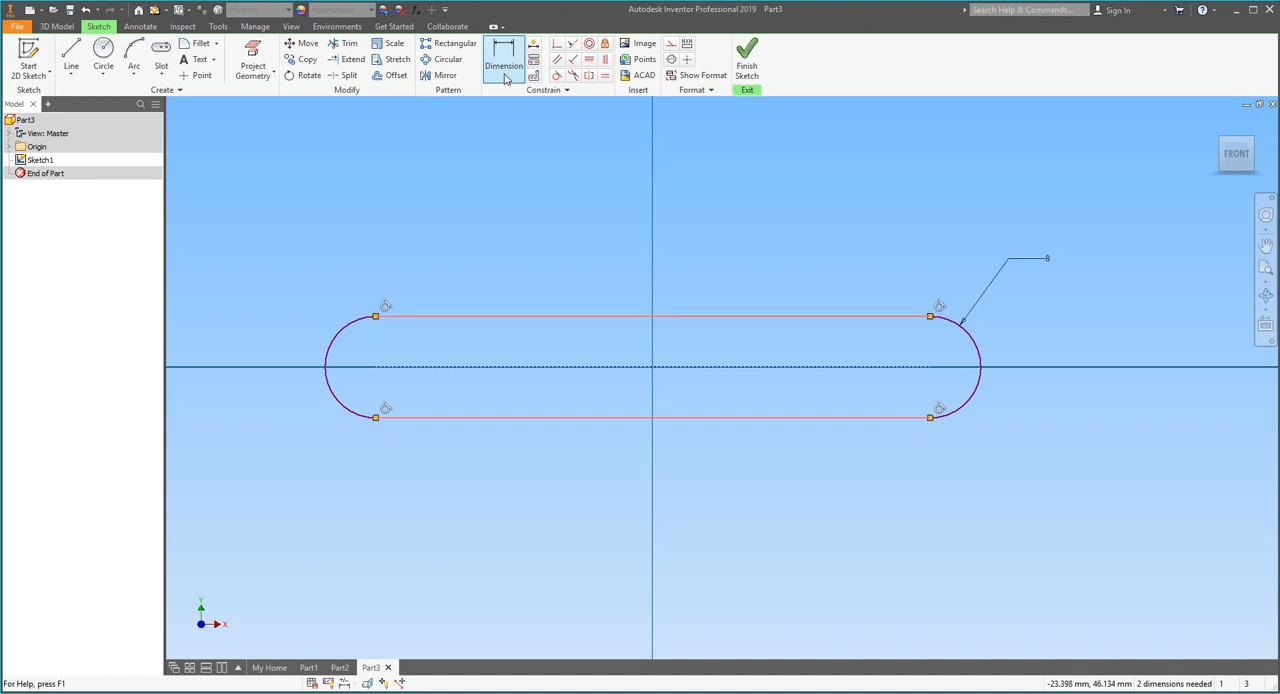 Autodesk Inventor Professional 2019 Part3
Search Help & Commands...
Sign In
File 3D Model Sketch Annotate Inspect Tools Manage View Environments Get Started Collaborate
Start
2D Sketch
Line
Circle
Arc
Slot
Fillet
Text
Point
Project
Geometry
Move
Copy
Rotate
Trim
Extend
Split
Scale
Stretch
Offset
Rectangular
Circular
Mirror
Dimension
Image
Points
ACAD
Show Format
Finish
Sketch
Sketch Create Modify Pattern Constrain Insert Format Exit
Model
Part3
View: Master
Origin
Sketch1
End of Part
FRONT
8
Y
X
My Home Part1 Part2 Part3
For Help, press F1
-23.398 mm, 46.134 mm 2 dimensions needed 1 3